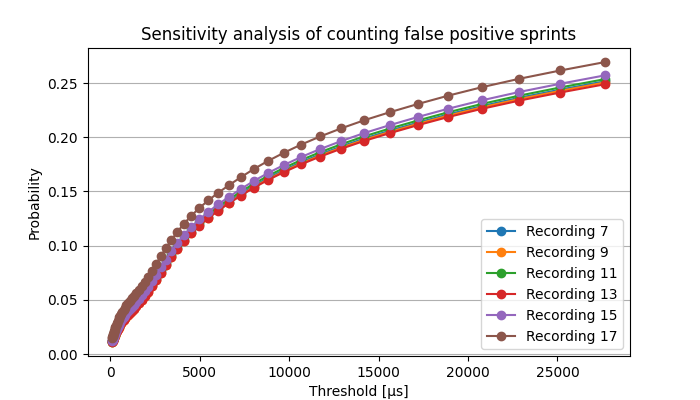 Sensitivity analysis of counting false positive sprints
Probability
0.25
0.20
0.15
0.10
0.05
0.00
0
5000
10000
15000
20000
25000
Threshold [µs]
Recording 7
Recording 9
Recording 11
Recording 13
Recording 15
Recording 17